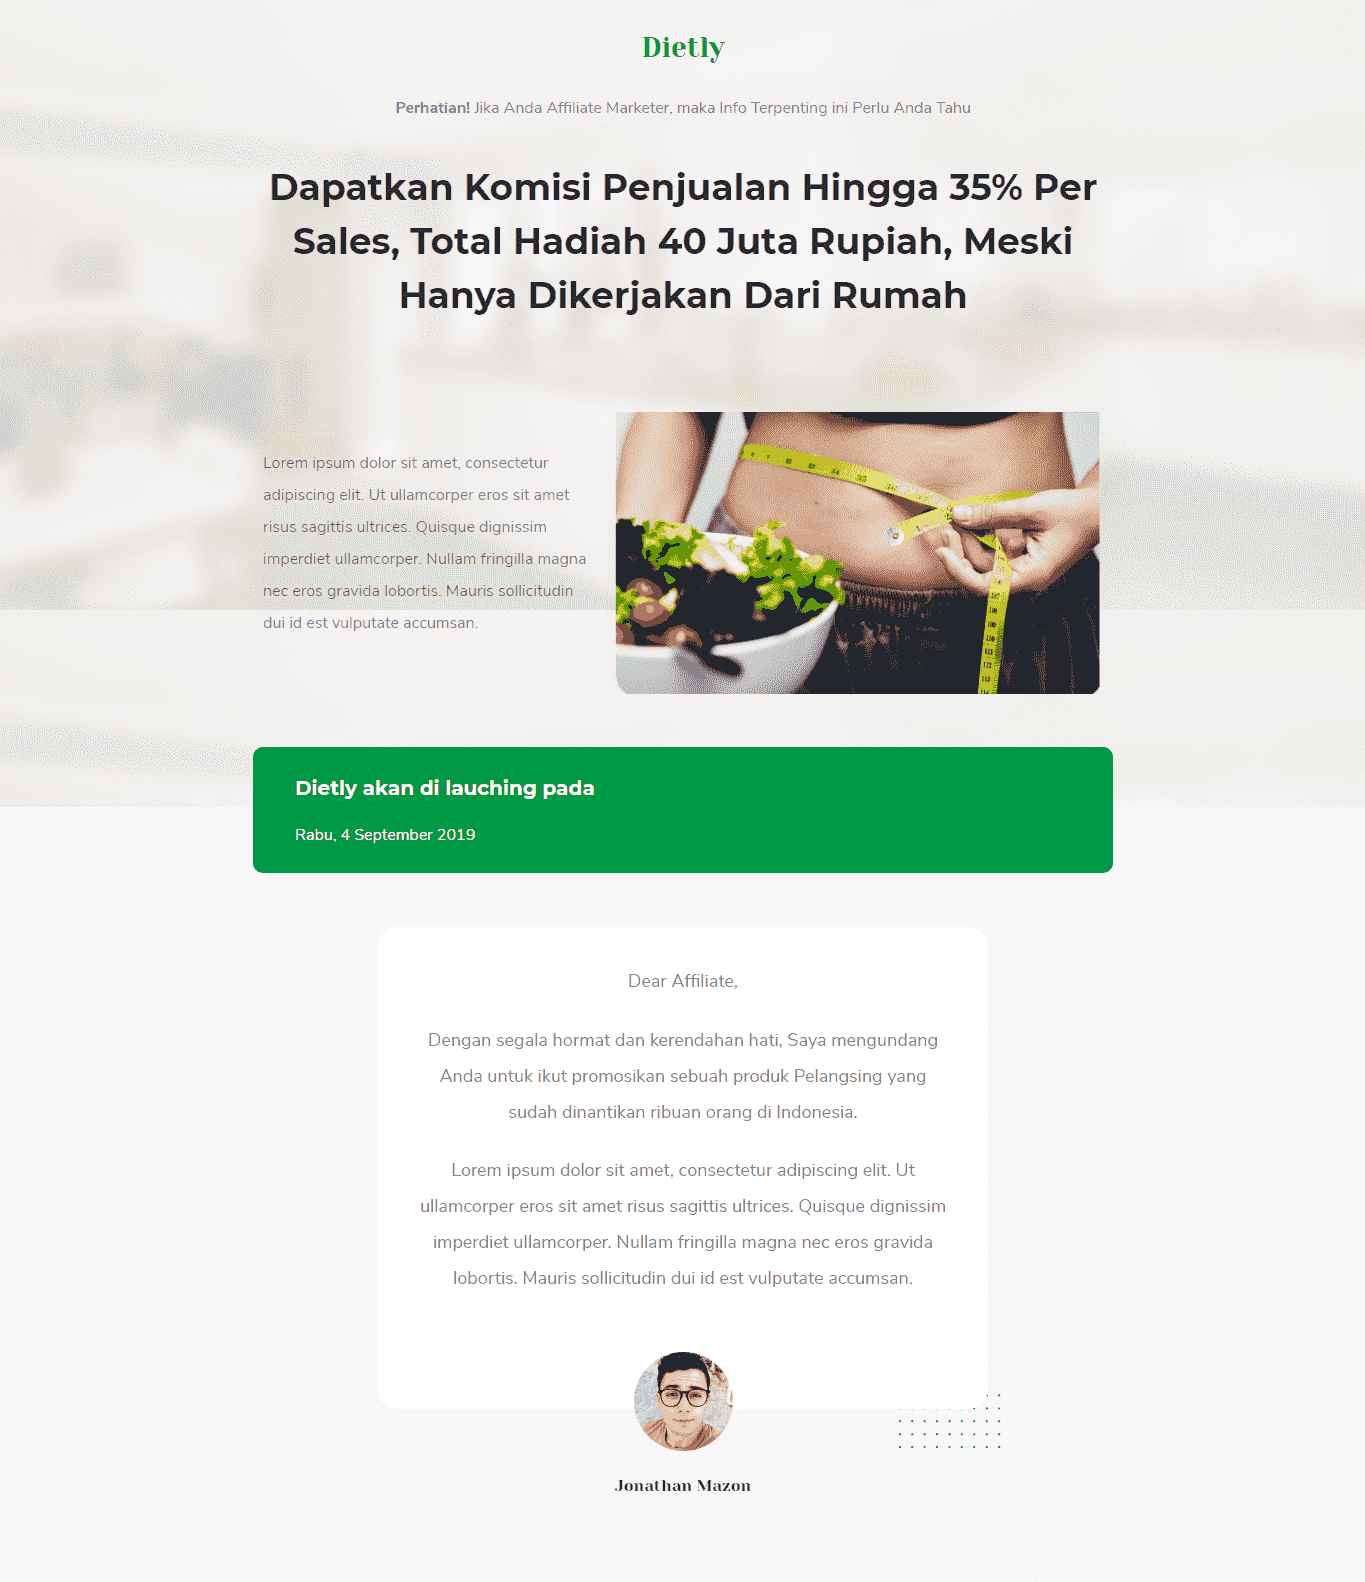 Dietly
Perhatian! Jika Anda Affiliate Marketer, maka Info Terpenting ini Perlu Anda Tahu
Dapatkan Komisi Penjualan Hingga 35% Per
Sales, Total Hadiah 40 Juta Rupiah, Meski
Hanya Dikerjakan Dari Rumah
Lorem ipsum dolor sit amet, consectetur
adipiscing elit. Ut ullamcorper eros sit amet
risus sagittis ultrices. Quisque dignissim
imperdiet ullamcorper. Nullam fringilla magna
nec eros gravida lobortis. Mauris sollicitudin
dui id est vulputate accumsan.
Dietly akan di lauching pada
Rabu, 4 September 2019
Dear Affiliate,
Dengan segala hormat dan kerendahan hati, Saya mengundang
Anda untuk ikut promosikan sebuah produk Pelangsing yang
sudah dinantikan ribuan orang di Indonesia.
Lorem ipsum dolor sit amet, consectetur adipiscing elit. Ut
ullamcorper eros sit amet risus sagittis ultrices. Quisque dignissim
imperdiet ullamcorper. Nullam fringilla magna nec eros gravida
lobortis. Mauris sollicitudin dui id est vulputate accumsan.
Jonathan Mazon